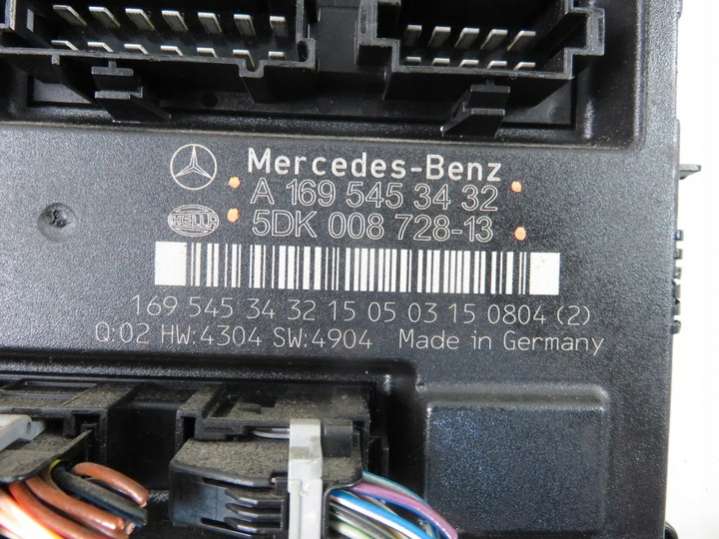 Mercedes-Benz
A 169 545 34 32
HELLA
5DK 008 728-13
169 545 34 32 15 05 03 15 0804 (2)
Q:02 HW:4304 SW:4904 Made in Germany